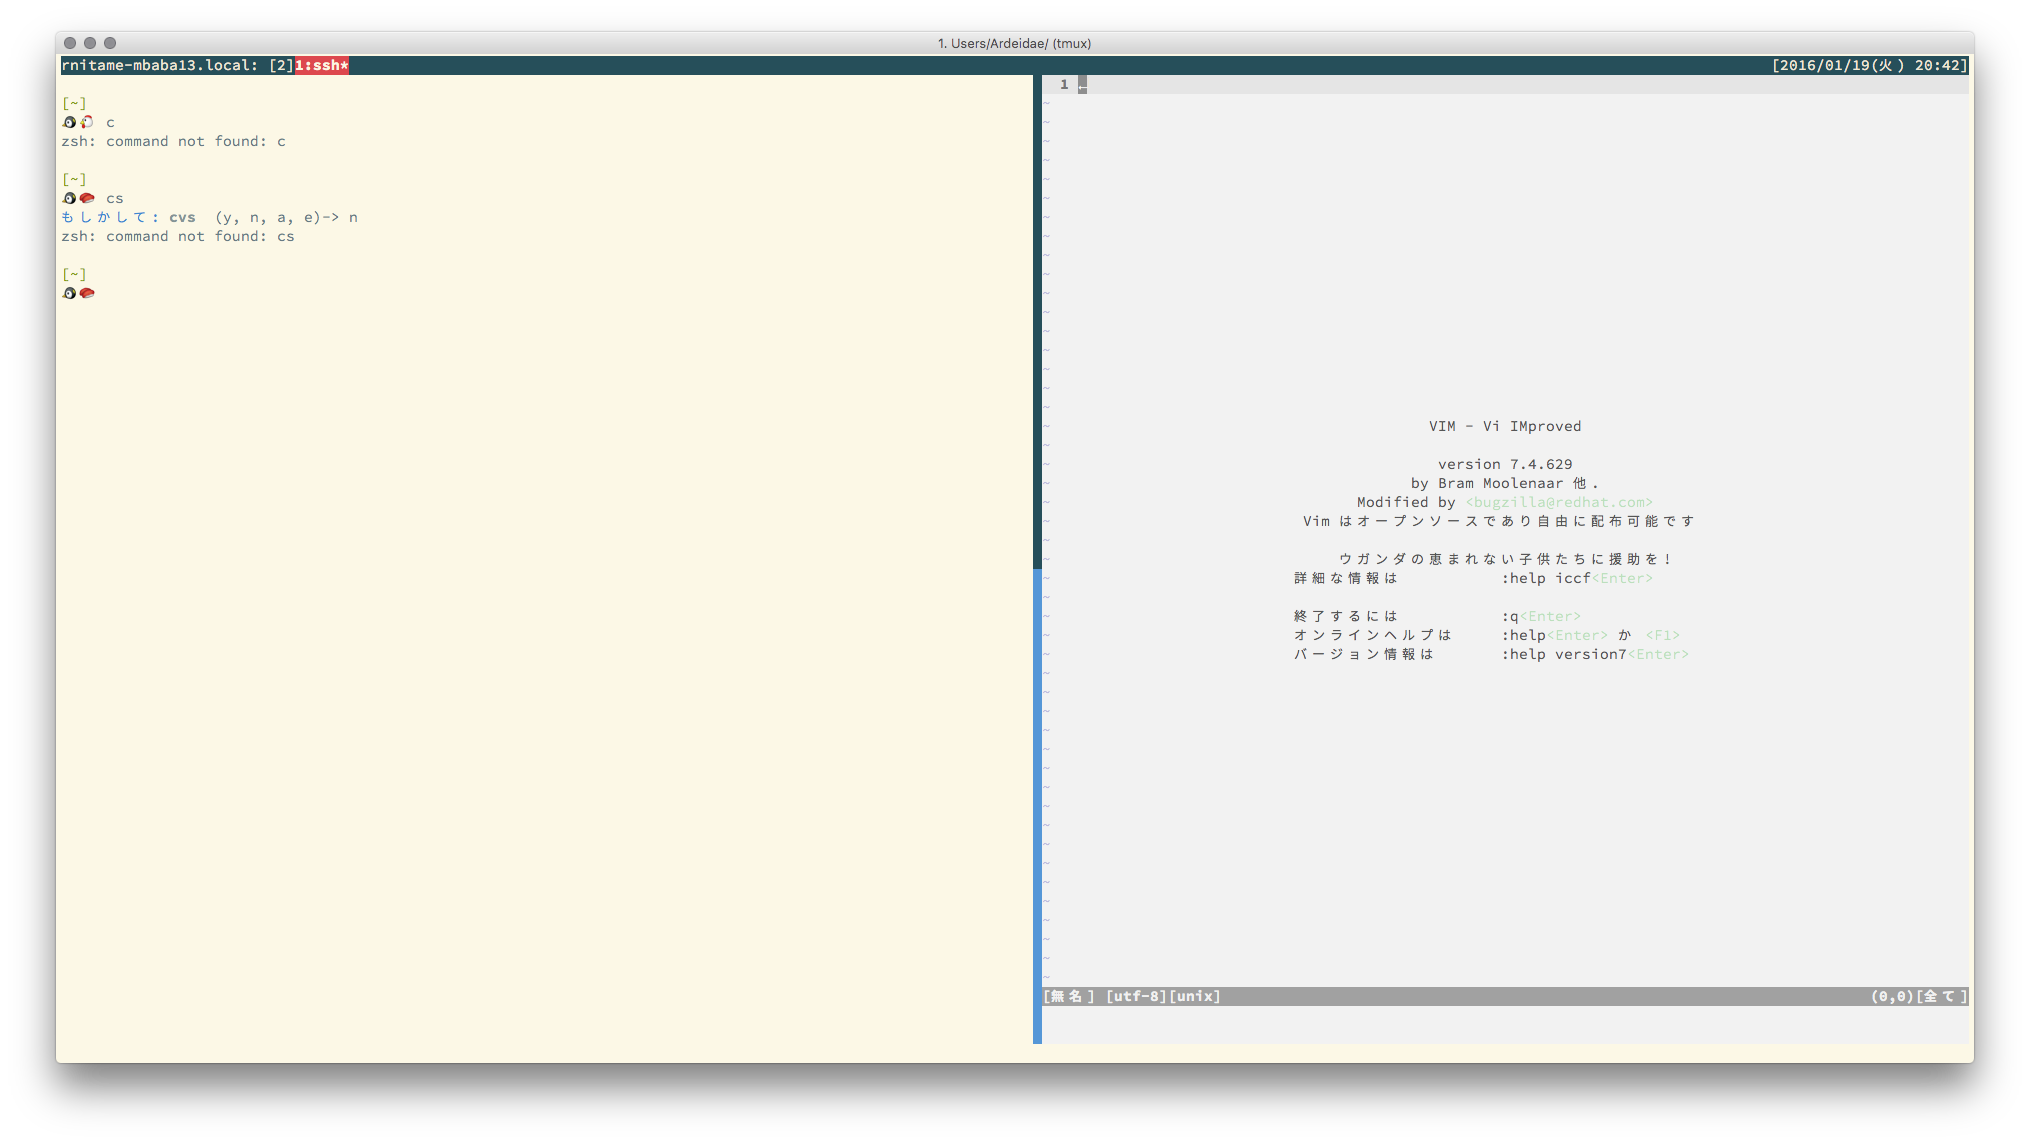 1. Users/Ardeidae/ (tmux)
rnitame-mbaba13.local: [2]1:ssh*
[2016/01/19(火) 20:42]
[~]
🐧🐔 c
zsh: command not found: c
[~]
🐧🍣 cs
もしかして: cvs (y, n, a, e)-> n
zsh: command not found: cs
[~]
🐧🍣
1
VIM - Vi IMproved
version 7.4.629
by Bram Moolenaar 他.
Modified by <bugzilla@redhat.com>
Vim はオープンソースであり自由に配布可能です
ウガンダの恵まれない子供たちに援助を!
詳細な情報は :help iccf<Enter>
終了するには :q<Enter>
オンラインヘルプは :help<Enter> か <F1>
バージョン情報は :help version7<Enter>
[無名] [utf-8][unix]
(0,0)[全て]